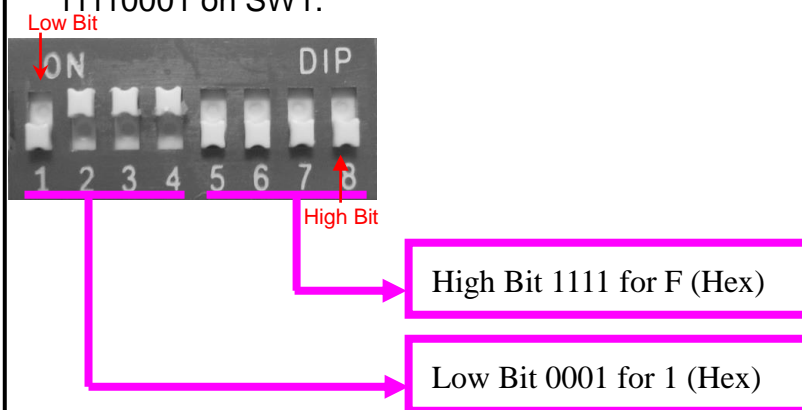 11110001 on SW1.
Low Bit
ON DIP
1 2 3 4 5 6 7 8
High Bit
High Bit 1111 for F (Hex)
Low Bit 0001 for 1 (Hex)